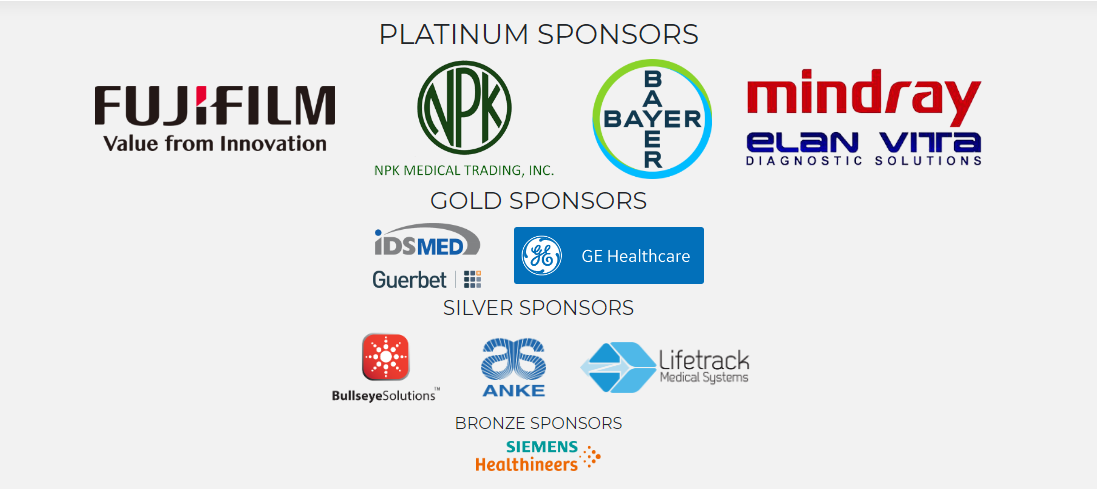 PLATINUM SPONSORS
FUJIFILM
Value from Innovation
NPK
NPK MEDICAL TRADING, INC.
BAYER
BAYER
mindray
ELAN VITA
DIAGNOSTIC SOLUTIONS
GOLD SPONSORS
iDSMED
Guerbet
GE
GE Healthcare
SILVER SPONSORS
BullseyeSolutions™
ANKE
Lifetrack
Medical Systems
BRONZE SPONSORS
SIEMENS
Healthineers